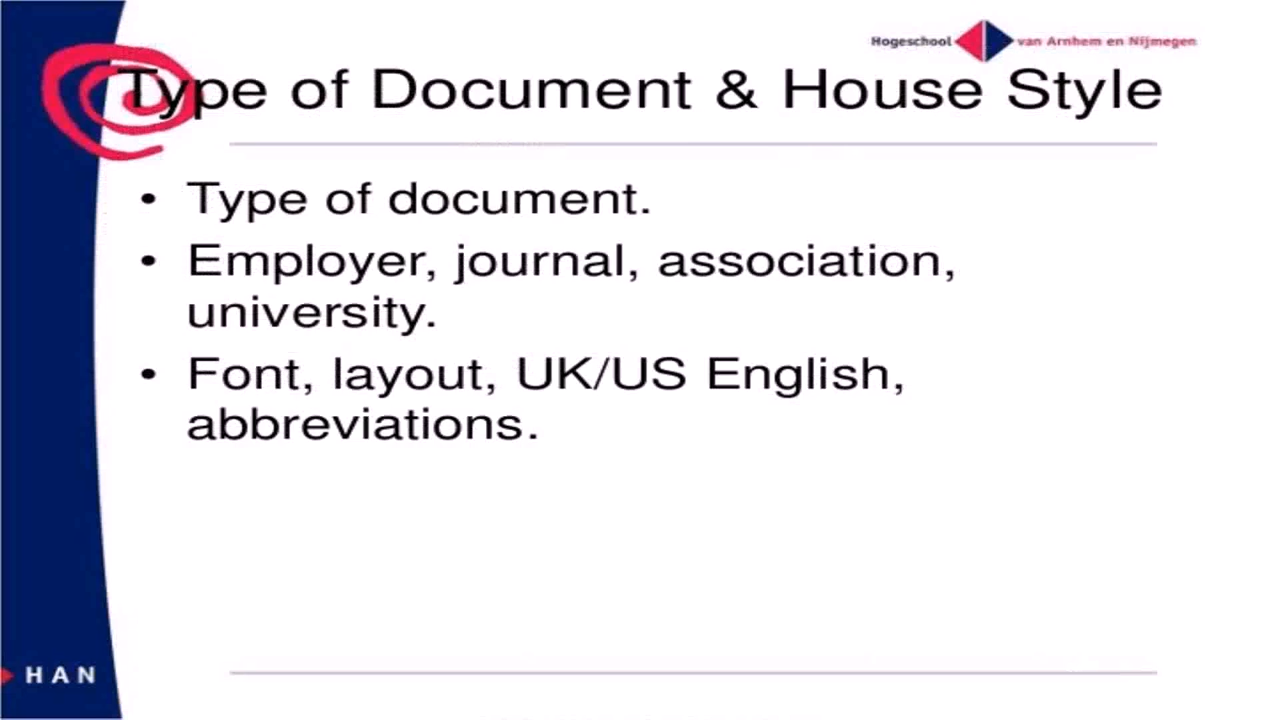 Hogeschool van Arnhem en Nijmegen
Type of Document & House Style
• Type of document.
• Employer, journal, association,
university.
• Font, layout, UK/US English,
abbreviations.
HAN